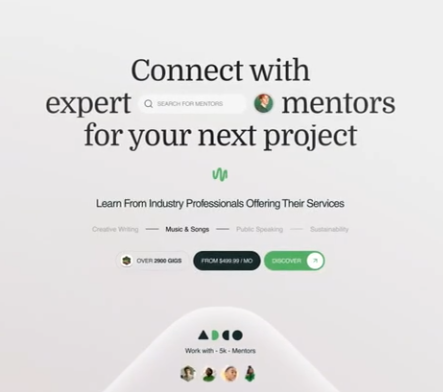 Connect with
expert SEARCH FOR MENTORS mentors
for your next project
Learn From Industry Professionals Offering Their Services
Creative Writing Music & Songs Public Speaking Sustainability
OVER 2900 GIGS FROM $499.99 / MO DISCOVER
Work with - 5k - Mentors